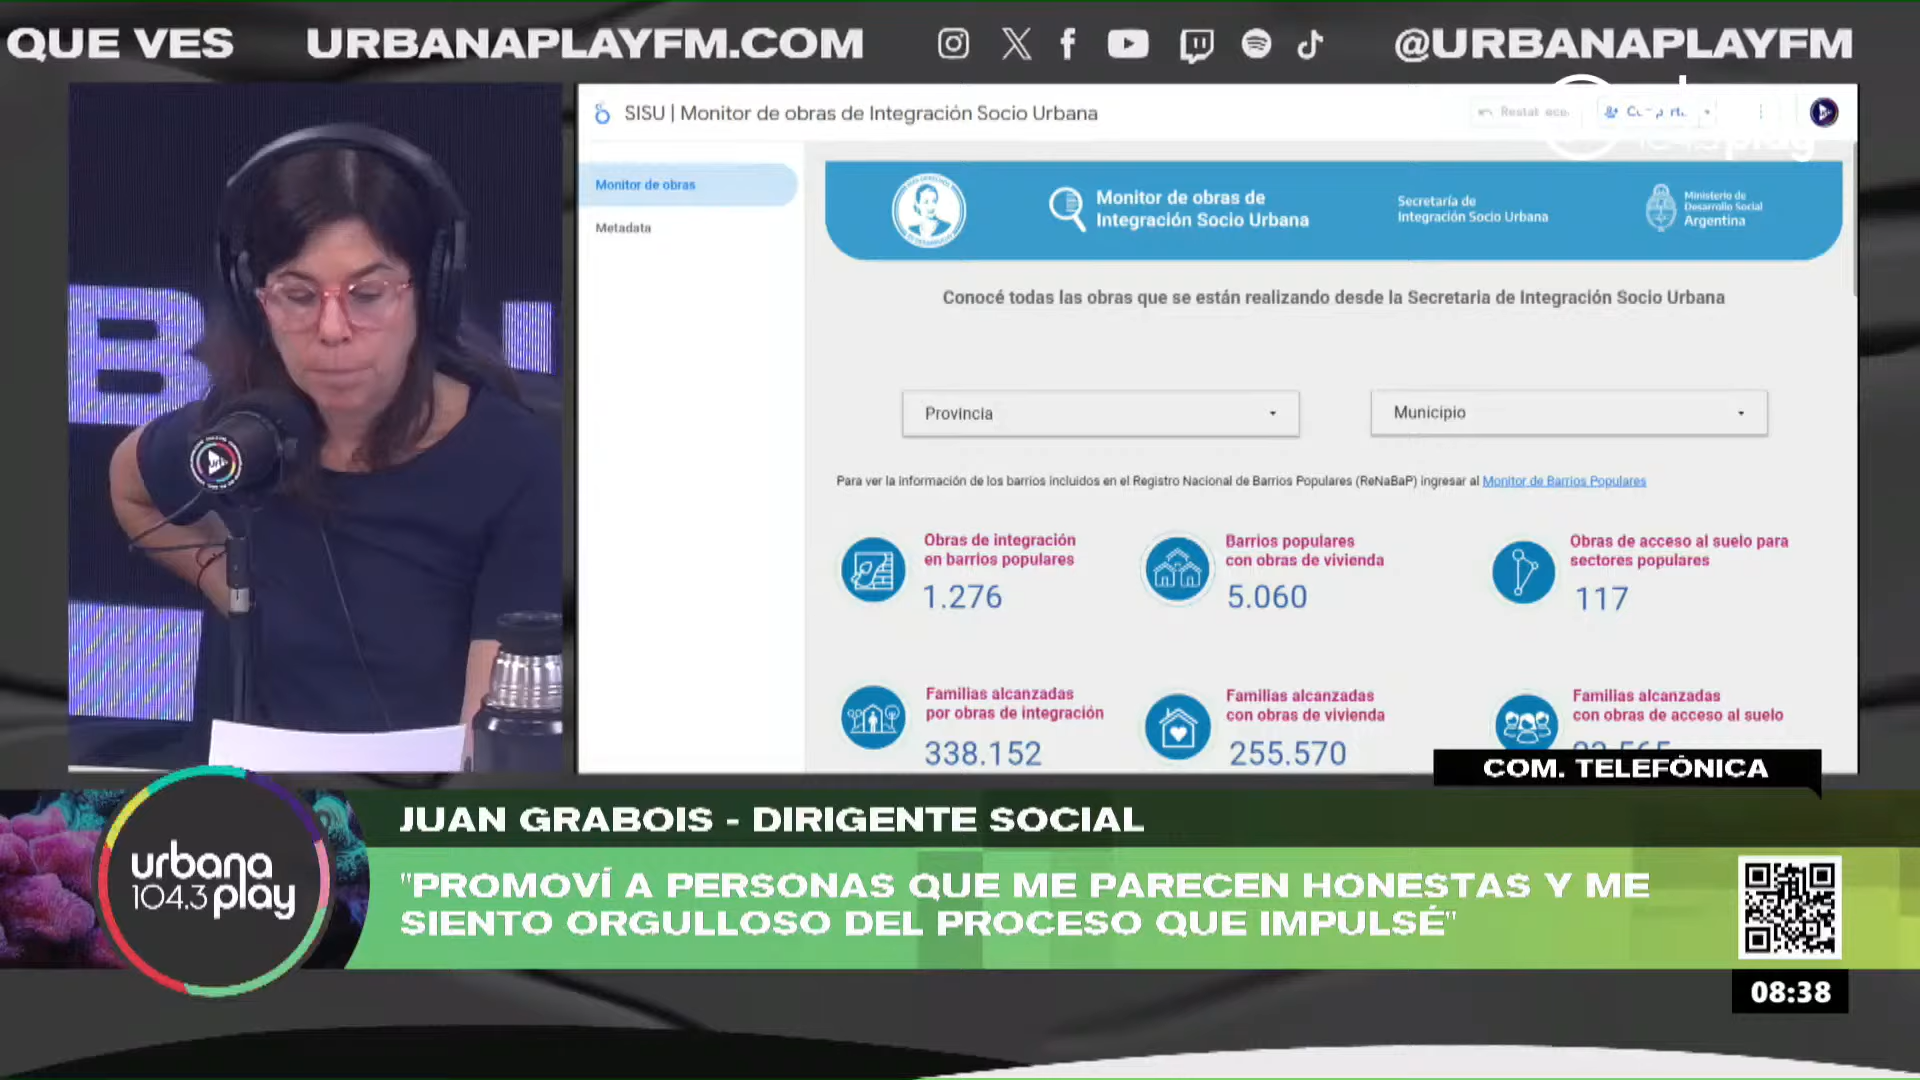 QUE VES URBANAPLAYFM.COM @URBANAPLAYFM
SISU | Monitor de obras de Integración Socio Urbana
Monitor de obras
Metadata
Monitor de obras de
Integración Socio Urbana
Secretaría de
Integración Socio Urbana
Ministerio de
Desarrollo Social
Argentina
Conocé todas las obras que se están realizando desde la Secretaria de Integración Socio Urbana
Provincia
Municipio
Para ver la información de los barrios incluidos en el Registro Nacional de Barrios Populares (ReNaBaP) ingresar al Monitor de Barrios Populares
Obras de integración
en barrios populares
1.276
Barrios populares
con obras de vivienda
5.060
Obras de acceso al suelo para
sectores populares
117
Familias alcanzadas
por obras de integración
338.152
Familias alcanzadas
con obras de vivienda
255.570
Familias alcanzadas
con obras de acceso al suelo
COM. TELEFÓNICA
JUAN GRABOIS - DIRIGENTE SOCIAL
"PROMOVÍ A PERSONAS QUE ME PARECEN HONESTAS Y ME
SIENTO ORGULLOSO DEL PROCESO QUE IMPULSÉ"
urbana
104.3 play
08:38